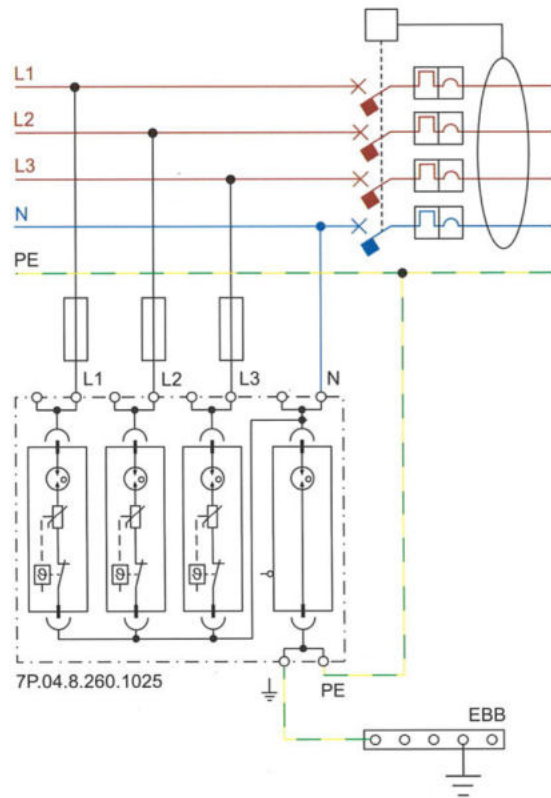 L1
L2
L3
N
PE
L1 L2 L3 N
ϑ ϑ ϑ
7P.04.8.260.1025
PE
EBB